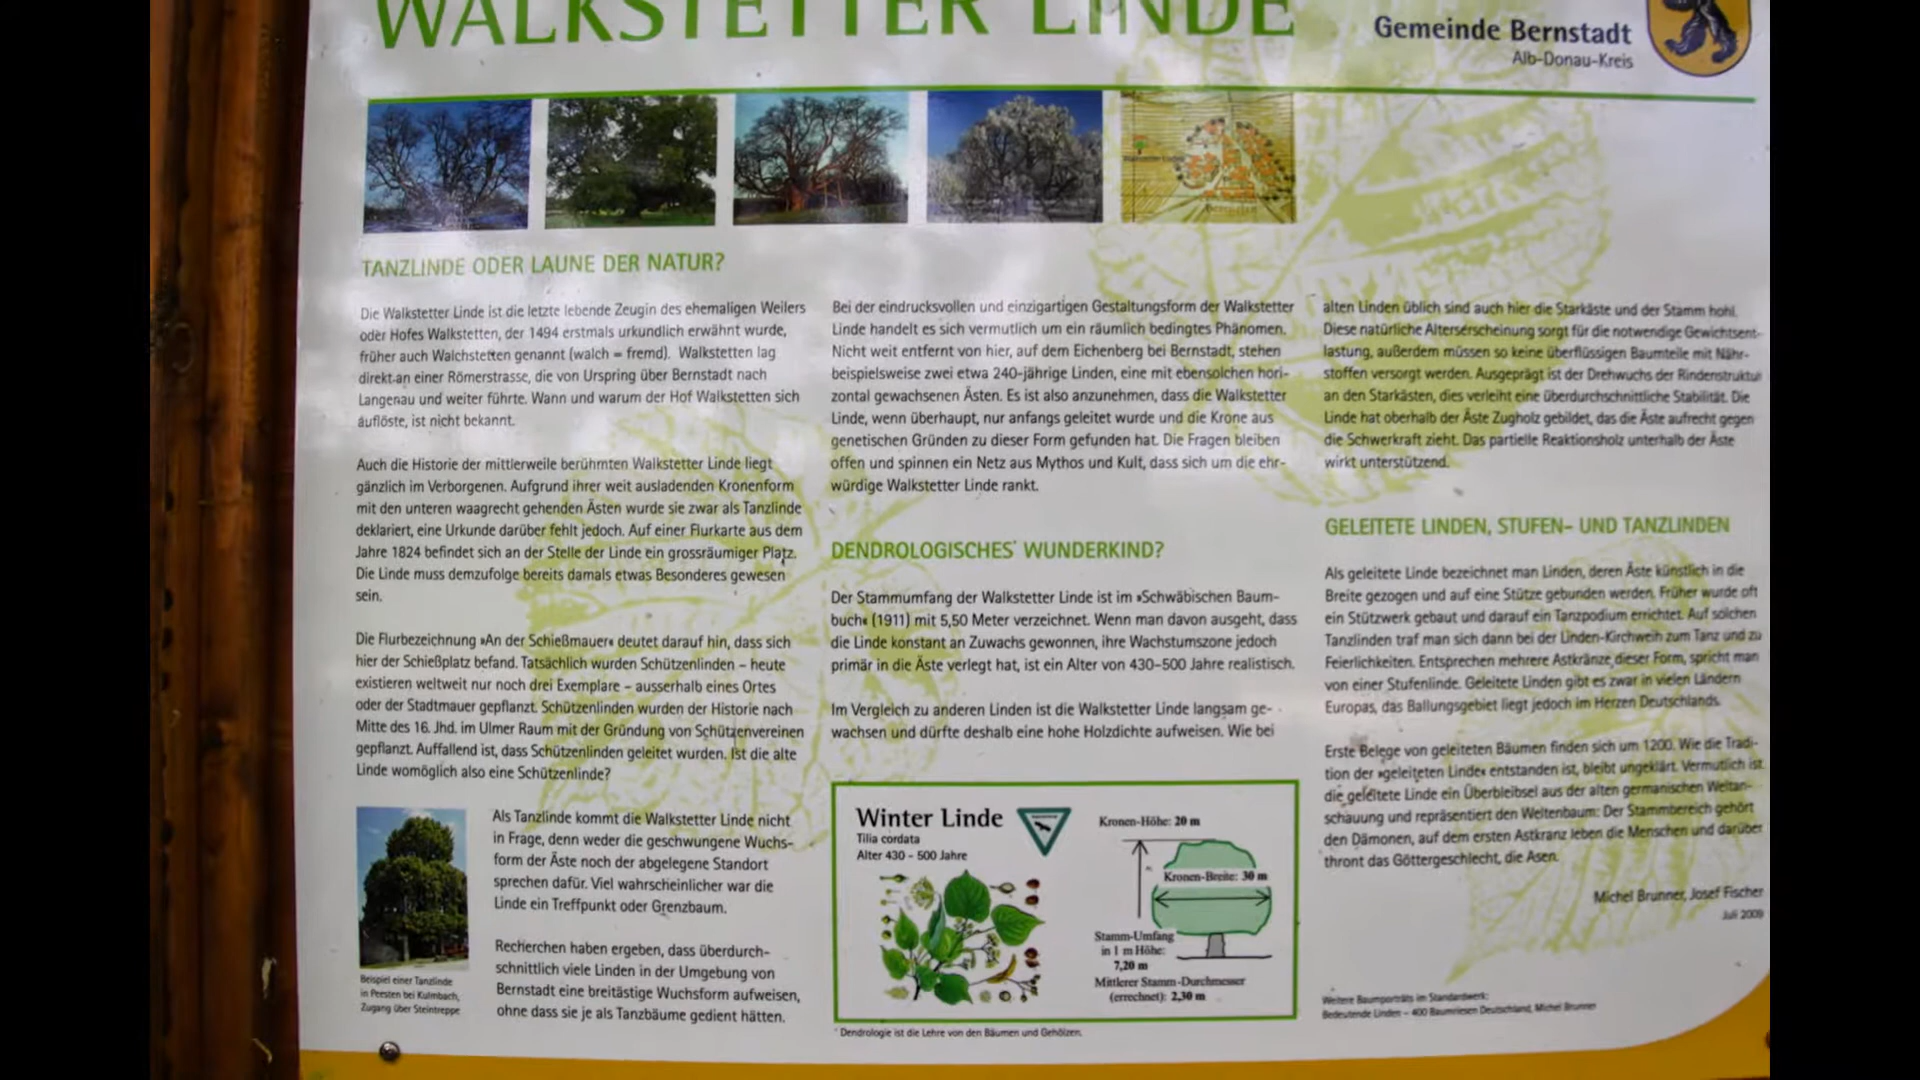 WALKSTETTER LINDE
Gemeinde Bernstadt
Alb-Donau-Kreis
TANZLINDE ODER LAUNE DER NATUR?
Die Walkstetter Linde ist die letzte lebende Zeugin des ehemaligen Weilers
oder Hofes Walkstetten, der 1494 erstmals urkundlich erwähnt wurde,
früher auch Walchstetten genannt (walch = fremd). Walkstetten lag
direkt an einer Römerstrasse, die von Urspring über Bernstadt nach
Langenau und weiter führte. Wann und warum der Hof Walkstetten sich
auflöste, ist nicht bekannt.
Auch die Historie der mittlerweile berühmten Walkstetter Linde liegt
gänzlich im Verborgenen. Aufgrund ihrer weit ausladenden Kronenform
mit den unteren waagrecht gehenden Ästen wurde sie zwar als Tanzlinde
deklariert, eine Urkunde darüber fehlt jedoch. Auf einer Flurkarte aus dem
Jahre 1824 befindet sich an der Stelle der Linde ein grossräumiger Platz.
Die Linde muss demzufolge bereits damals etwas Besonderes gewesen
sein.
Die Flurbezeichnung »An der Schießmauer« deutet darauf hin, dass sich
hier der Schießplatz befand. Tatsächlich wurden Schützenlinden – heute
existieren weltweit nur noch drei Exemplare – ausserhalb eines Ortes
oder der Stadtmauer gepflanzt. Schützenlinden wurden der Historie nach
Mitte des 16. Jhd. im Ulmer Raum mit der Gründung von Schützenvereinen
gepflanzt. Auffallend ist, dass Schützenlinden geleitet wurden. Ist die alte
Linde womöglich also eine Schützenlinde?
Als Tanzlinde kommt die Walkstetter Linde nicht
in Frage, denn weder die geschwungene Wuchs-
form der Äste noch der abgelegene Standort
sprechen dafür. Viel wahrscheinlicher war die
Linde ein Treffpunkt oder Grenzbaum.
Recherchen haben ergeben, dass überdurch-
schnittlich viele Linden in der Umgebung von
Bernstadt eine breitästige Wuchsform aufweisen,
ohne dass sie je als Tanzbäume gedient hätten.
Beispiel einer Tanzlinde
in Peesten bei Kulmbach,
Zugang über Steintreppe
Bei der eindrucksvollen und einzigartigen Gestaltungsform der Walkstetter
Linde handelt es sich vermutlich um ein räumlich bedingtes Phänomen.
Nicht weit entfernt von hier, auf dem Eichenberg bei Bernstadt, stehen
beispielsweise zwei etwa 240-jährige Linden, eine mit ebensolchen hori-
zontal gewachsenen Ästen. Es ist also anzunehmen, dass die Walkstetter
Linde, wenn überhaupt, nur anfangs geleitet wurde und die Krone aus
genetischen Gründen zu dieser Form gefunden hat. Die Fragen bleiben
offen und spinnen ein Netz aus Mythos und Kult, dass sich um die ehr-
würdige Walkstetter Linde rankt.
DENDROLOGISCHES* WUNDERKIND?
Der Stammumfang der Walkstetter Linde ist im »Schwäbischen Baum-
buch« (1911) mit 5,50 Meter verzeichnet. Wenn man davon ausgeht, dass
die Linde konstant an Zuwachs gewonnen, ihre Wachstumszone jedoch
primär in die Äste verlegt hat, ist ein Alter von 430-500 Jahre realistisch.
Im Vergleich zu anderen Linden ist die Walkstetter Linde langsam ge-
wachsen und dürfte deshalb eine hohe Holzdichte aufweisen. Wie bei
Winter Linde
Tilia cordata
Alter 430 - 500 Jahre
Kronen-Höhe: 20 m
Kronen-Breite: 30 m
Stamm-Umfang
in 1 m Höhe:
7,20 m
Mittlerer Stamm-Durchmesser
(errechnet): 2,30 m
* Dendrologie ist die Lehre von den Bäumen und Gehölzen.
alten Linden üblich sind auch hier die Starkäste und der Stamm hohl.
Diese natürliche Alterserscheinung sorgt für die notwendige Gewichtsent-
lastung, außerdem müssen so keine überflüssigen Baumteile mit Nähr-
stoffen versorgt werden. Ausgeprägt ist der Drehwuchs der Rindenstruktur
an den Starkästen, dies verleiht eine überdurchschnittliche Stabilität. Die
Linde hat oberhalb der Äste Zugholz gebildet, das die Äste aufrecht gegen
die Schwerkraft zieht. Das partielle Reaktionsholz unterhalb der Äste
wirkt unterstützend.
GELEITETE LINDEN, STUFEN- UND TANZLINDEN
Als geleitete Linde bezeichnet man Linden, deren Äste künstlich in die
Breite gezogen und auf eine Stütze gebunden werden. Früher wurde oft
ein Stützwerk gebaut und darauf ein Tanzpodium errichtet. Auf solchen
Tanzlinden traf man sich dann bei der Linden-Kirchweih zum Tanz und zu
Feierlichkeiten. Entsprechen mehrere Astkränze dieser Form, spricht man
von einer Stufenlinde. Geleitete Linden gibt es zwar in vielen Ländern
Europas, das Ballungsgebiet liegt jedoch im Herzen Deutschlands.
Erste Belege von geleiteten Bäumen finden sich um 1200. Wie die Tradi-
tion der »geleiteten Linde« entstanden ist, bleibt ungeklärt. Vermutlich ist
die geleitete Linde ein Überbleibsel aus der alten germanischen Weltan-
schauung und repräsentiert den Weltenbaum: Der Stammbereich gehört
den Dämonen, auf dem ersten Astkranz leben die Menschen und darüber
thront das Göttergeschlecht, die Asen.
Michel Brunner, Josef Fischer
Juli 2009
Weitere Baumporträts im Standardwerk:
Bedeutende Linden – 400 Baumriesen Deutschland, Michel Brunner